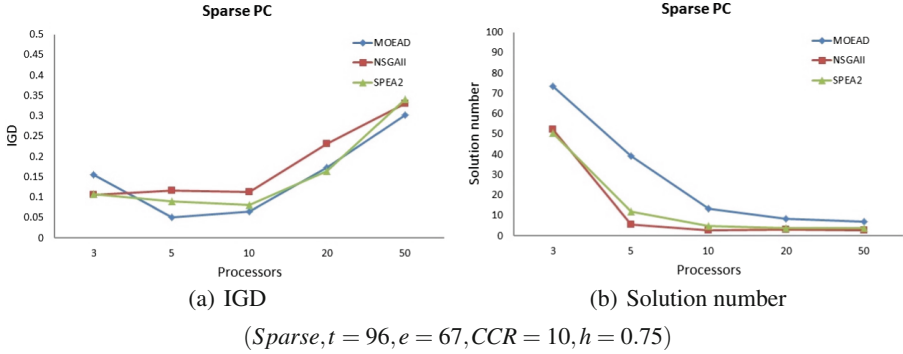 Sparse PC
0.5
0.45
0.4
0.35
0.3
0.25
0.2
0.15
0.1
0.05
0
IGD
MOEAD
NSGAII
SPEA2
3 5 10 20 50
Processors
(a) IGD
Sparse PC
100
90
80
70
60
50
40
30
20
10
0
Solution number
MOEAD
NSGAII
SPEA2
3 5 10 20 50
Processors
(b) Solution number
(Sparse,t = 96,e = 67,CCR = 10,h = 0.75)